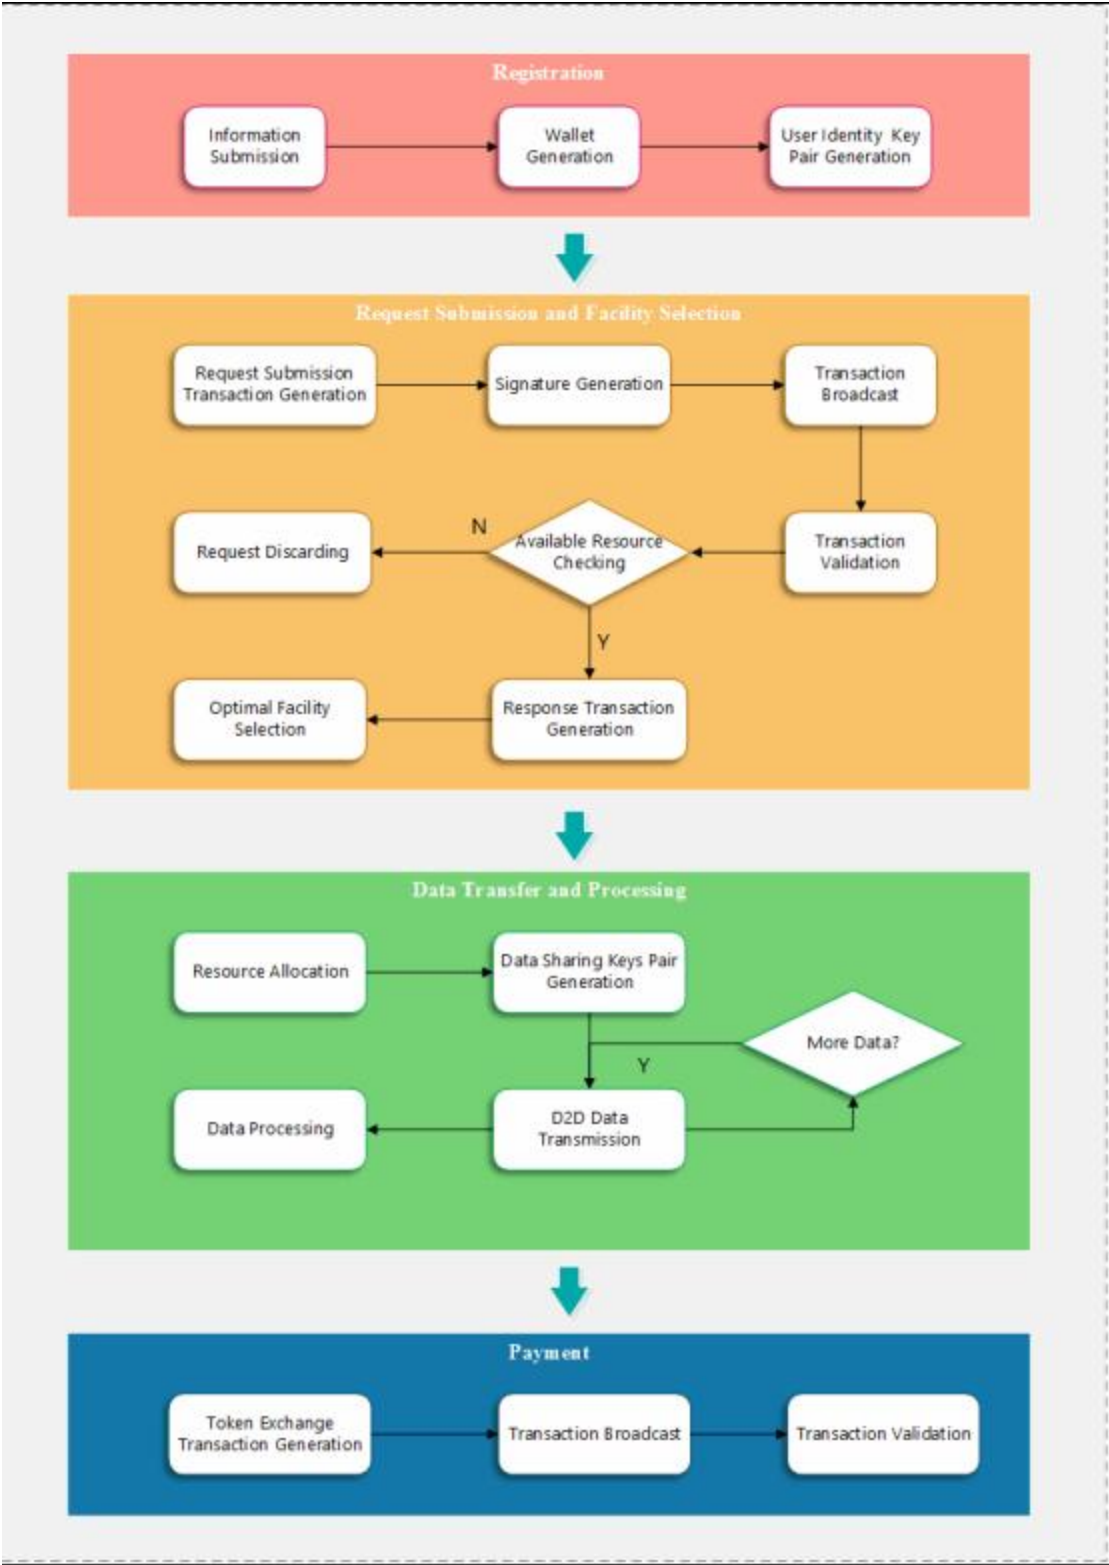 Registration
Information
Submission
Wallet
Generation
User Identity Key
Pair Generation
Request Submission and Facility Selection
Request Submission
Transaction Generation
Signature Generation
Transaction
Broadcast
Request Discarding
N
Available Resource
Checking
Transaction
Validation
Y
Optimal Facility
Selection
Response Transaction
Generation
Data Transfer and Processing
Resource Allocation
Data Sharing Keys Pair
Generation
More Data?
Y
Data Processing
D2D Data
Transmission
Payment
Token Exchange
Transaction Generation
Transaction Broadcast
Transaction Validation